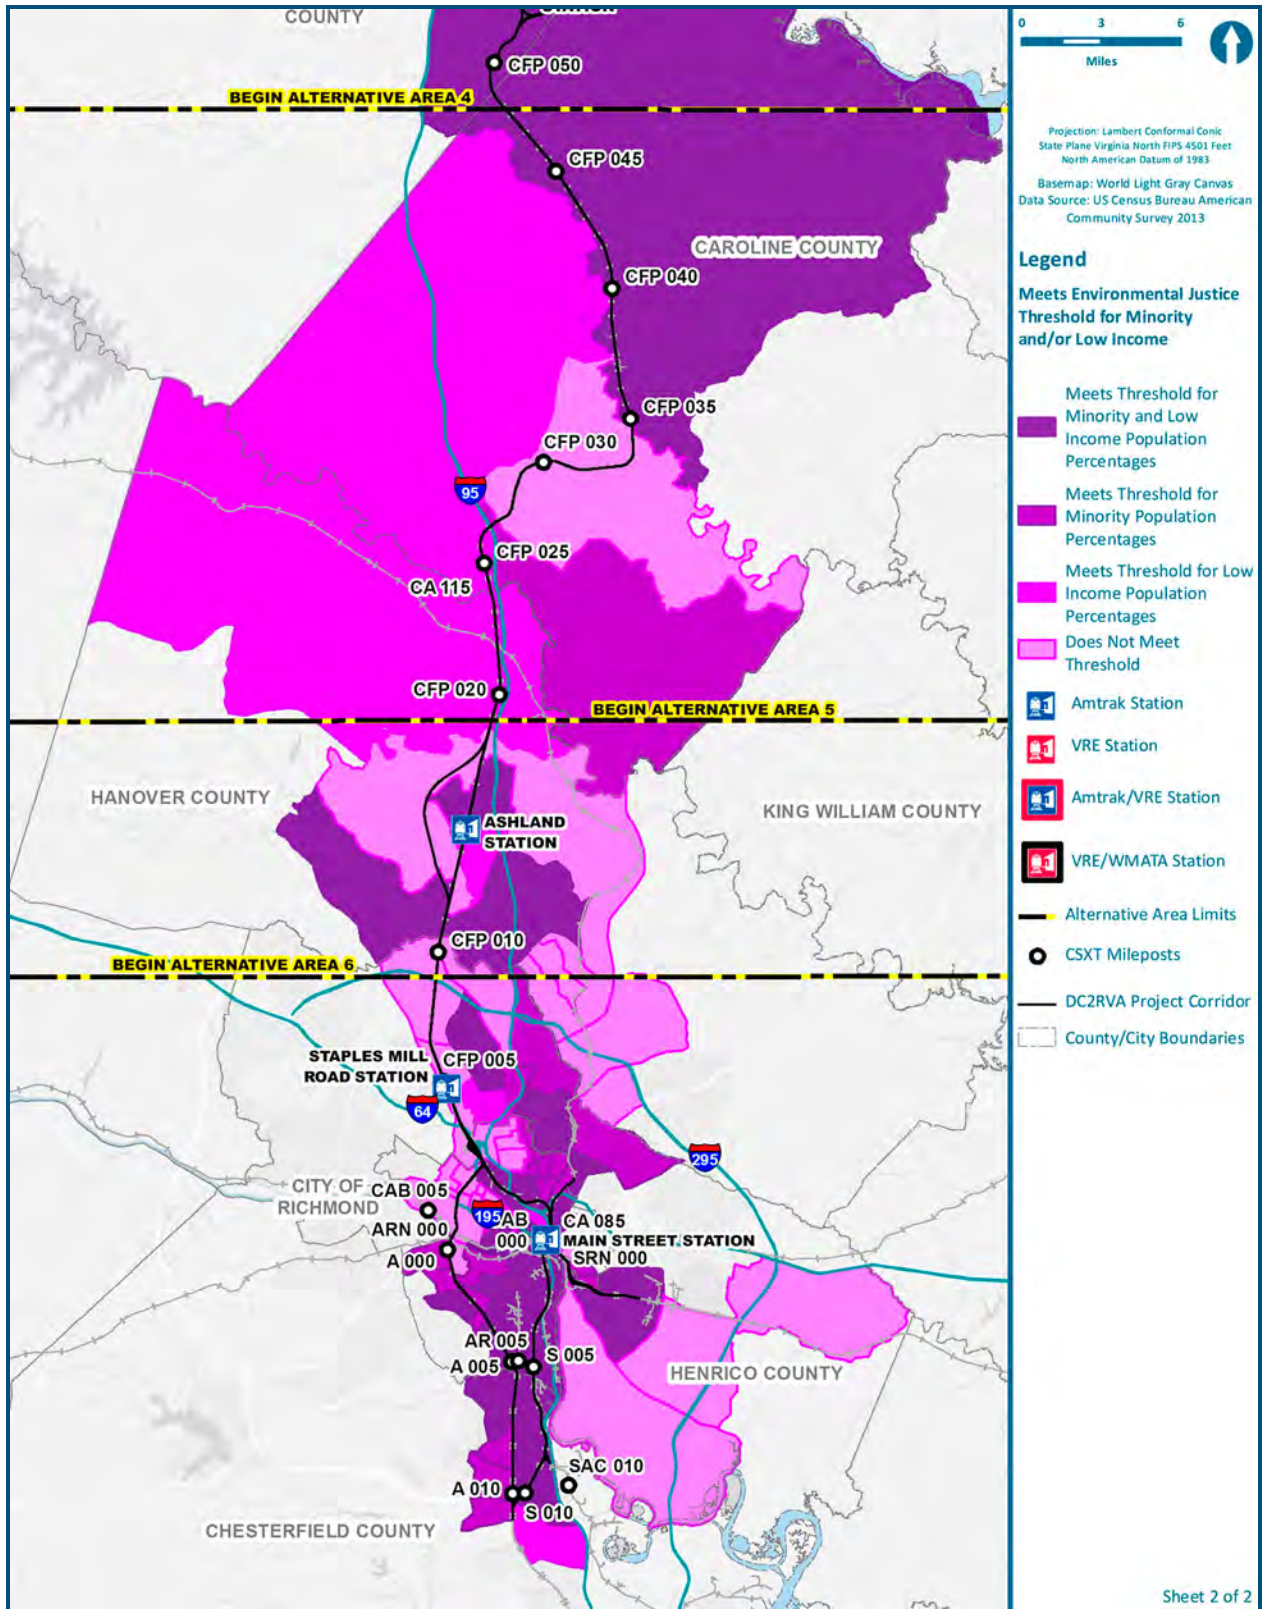 COUNTY
STATION
CFP 050
BEGIN ALTERNATIVE AREA 4
CFP 045
CAROLINE COUNTY
CFP 040
CFP 035
CFP 030
95
CFP 025
CA 115
CFP 020
BEGIN ALTERNATIVE AREA 5
HANOVER COUNTY
KING WILLIAM COUNTY
ASHLAND
STATION
CFP 010
BEGIN ALTERNATIVE AREA 6
STAPLES MILL
ROAD STATION
CFP 005
64
295
CITY OF
RICHMOND
CAB 005
195
ARN 000
A 000
AB
000
CA 085
MAIN STREET STATION
SRN 000
AR 005
A 005
S 005
HENRICO COUNTY
SAC 010
A 010
S 010
CHESTERFIELD COUNTY
0 3 6
Miles
Projection: Lambert Conformal Conic
State Plane Virginia North FIPS 4501 Feet
North American Datum of 1983
Basemap: World Light Gray Canvas
Data Source: US Census Bureau American
Community Survey 2013
Legend
Meets Environmental Justice
Threshold for Minority
and/or Low Income
Meets Threshold for
Minority and Low
Income Population
Percentages
Meets Threshold for
Minority Population
Percentages
Meets Threshold for Low
Income Population
Percentages
Does Not Meet
Threshold
Amtrak Station
VRE Station
Amtrak/VRE Station
VRE/WMATA Station
Alternative Area Limits
CSXT Mileposts
DC2RVA Project Corridor
County/City Boundaries
Sheet 2 of 2